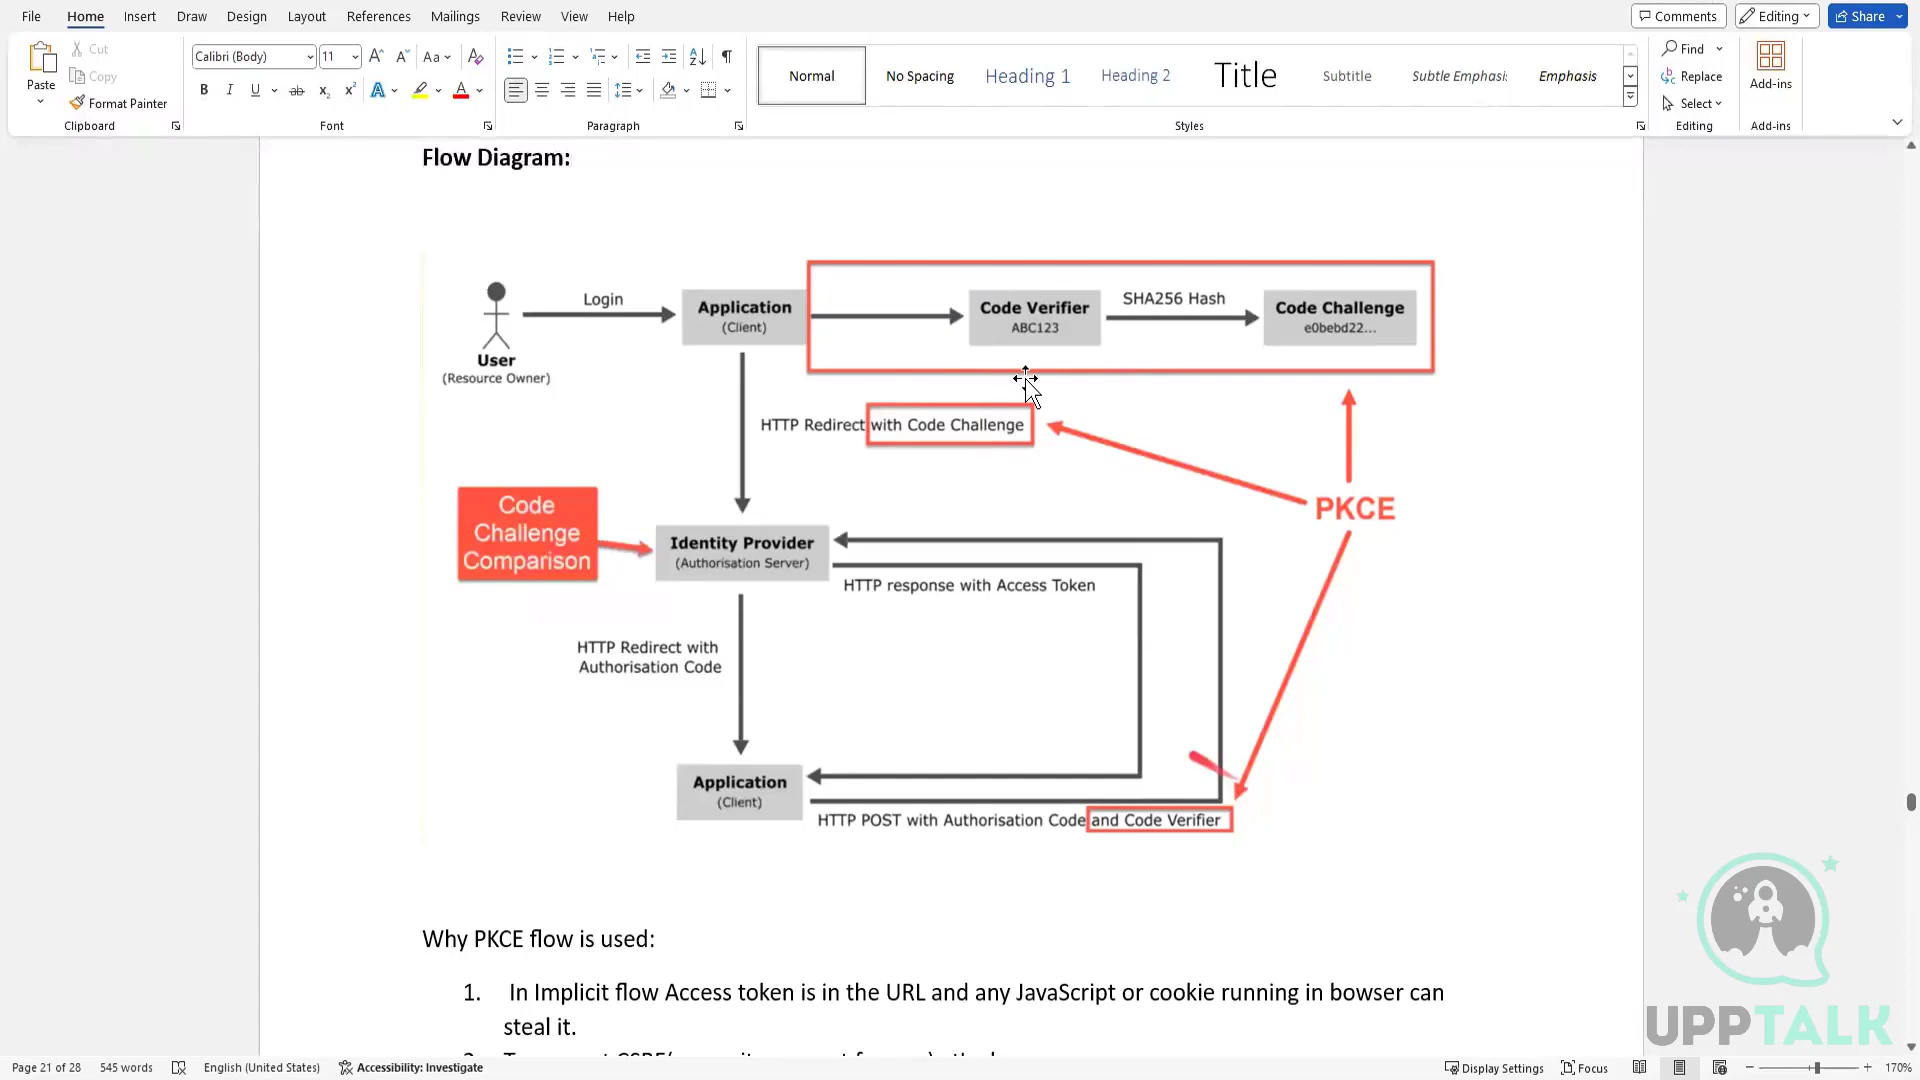 File Home Insert Draw Design Layout References Mailings Review View Help Comments Editing Share
Paste Cut Copy Format Painter Clipboard
Calibri (Body) 11 Font
Paragraph
Normal No Spacing Heading 1 Heading 2 Title Subtitle Subtle Emphasi: Emphasis Styles
Find Replace Select Editing
Add-ins Add-ins
Flow Diagram:
Login
User
(Resource Owner)
Application
(Client)
Code Verifier
ABC123
SHA256 Hash
Code Challenge
e0bebd22...
HTTP Redirect with Code Challenge
PKCE
Code
Challenge
Comparison
Identity Provider
(Authorisation Server)
HTTP response with Access Token
HTTP Redirect with
Authorisation Code
Application
(Client)
HTTP POST with Authorisation Code and Code Verifier
Why PKCE flow is used:
1. In Implicit flow Access token is in the URL and any JavaScript or cookie running in bowser can
steal it.
UPPTALK
Page 21 of 28 545 words English (United States) Accessibility: Investigate Display Settings Focus 170%